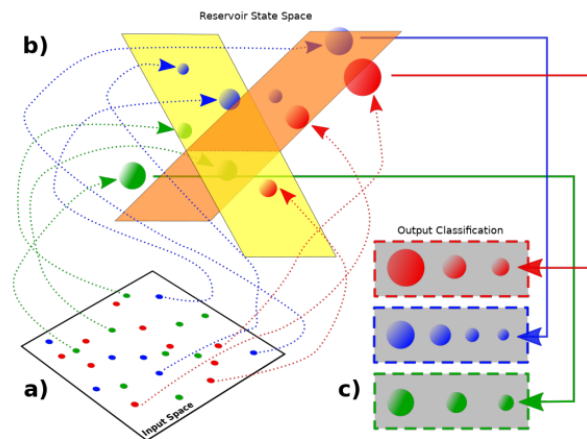 Reservoir State Space
b)
Output Classification
a)
Input Space
c)